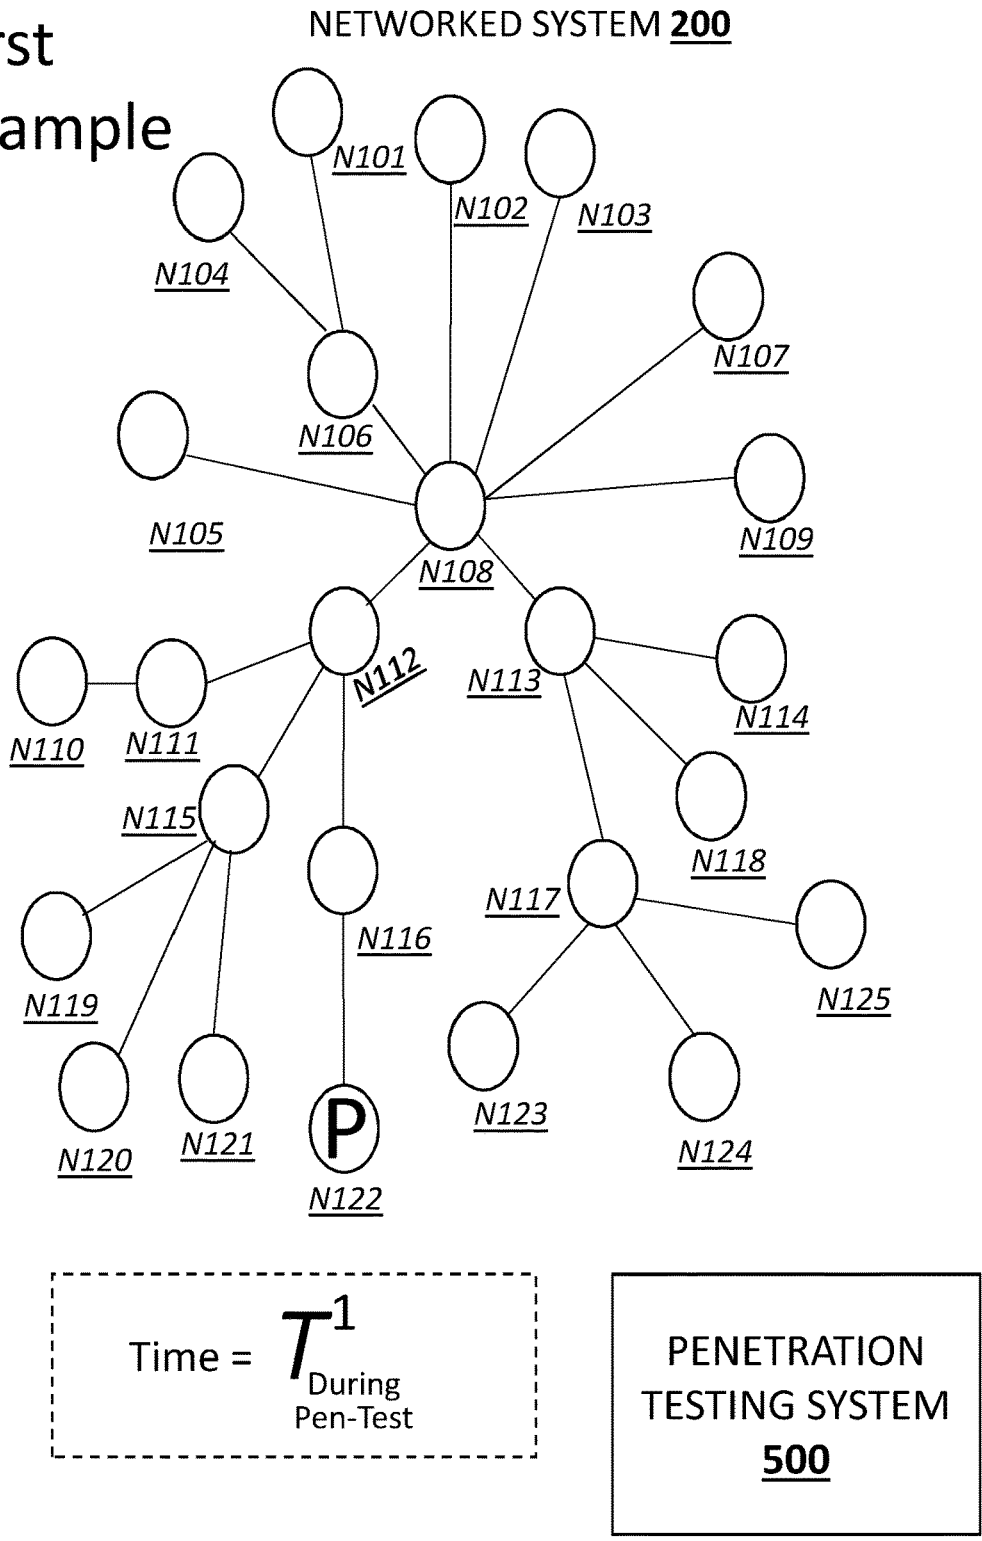 NETWORKED SYSTEM 200
rst
ample
N101
N102
N103
N104
N107
N106
N105
N109
N108
N112
N113
N114
N110
N111
N115
N118
N117
N116
N119
N125
N123
N121
N124
N120
P
N122
Time = T 1
During
Pen-Test
PENETRATION
TESTING SYSTEM
500